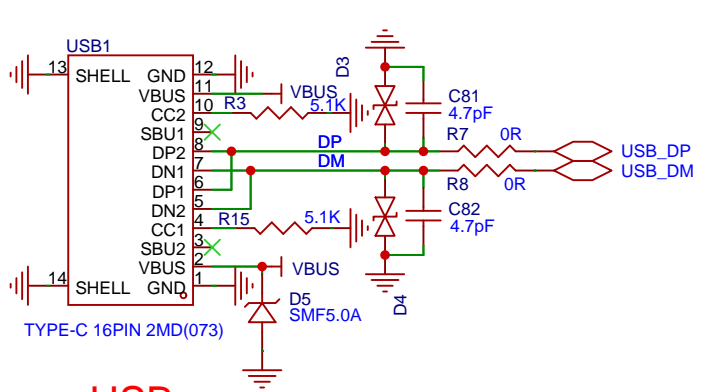 USB1
13 SHELL GND 12
VBUS 11 VBUS
CC2 10 R3 5.1K
SBU1 9
DP2 8 DP
DN1 7 DM
DP1 6
DN2 5
CC1 4 R15 5.1K
SBU2 3
VBUS 2 VBUS
14 SHELL GND 1
TYPE-C 16PIN 2MD(073)
D3
C81
4.7pF
R7 0R USB_DP
R8 0R USB_DM
C82
4.7pF
D4
D5
SMF5.0A